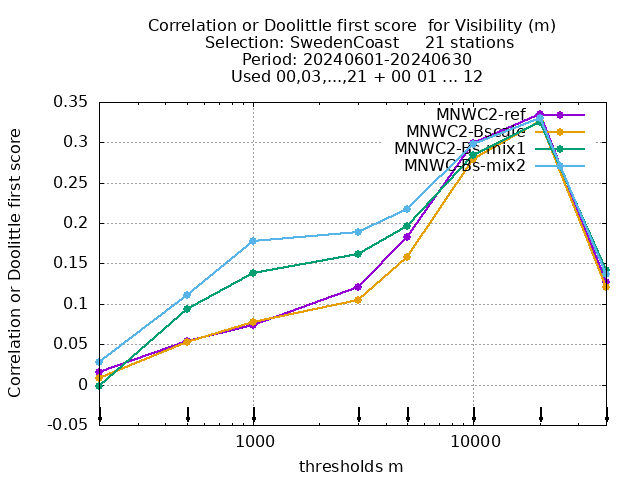 Correlation or Doolittle first score  for Visibility (m)
Selection: SwedenCoast     21 stations
Period: 20240601-20240630
Used 00,03,...,21 + 00 01 ... 12
Correlation or Doolittle first score
0.35
0.3
0.25
0.2
0.15
0.1
0.05
0
-0.05
MNWC2-ref
MNWC2-Bscale
MNWC2-Bs-mix1
MNWC-Bs-mix2
1000
10000
thresholds m